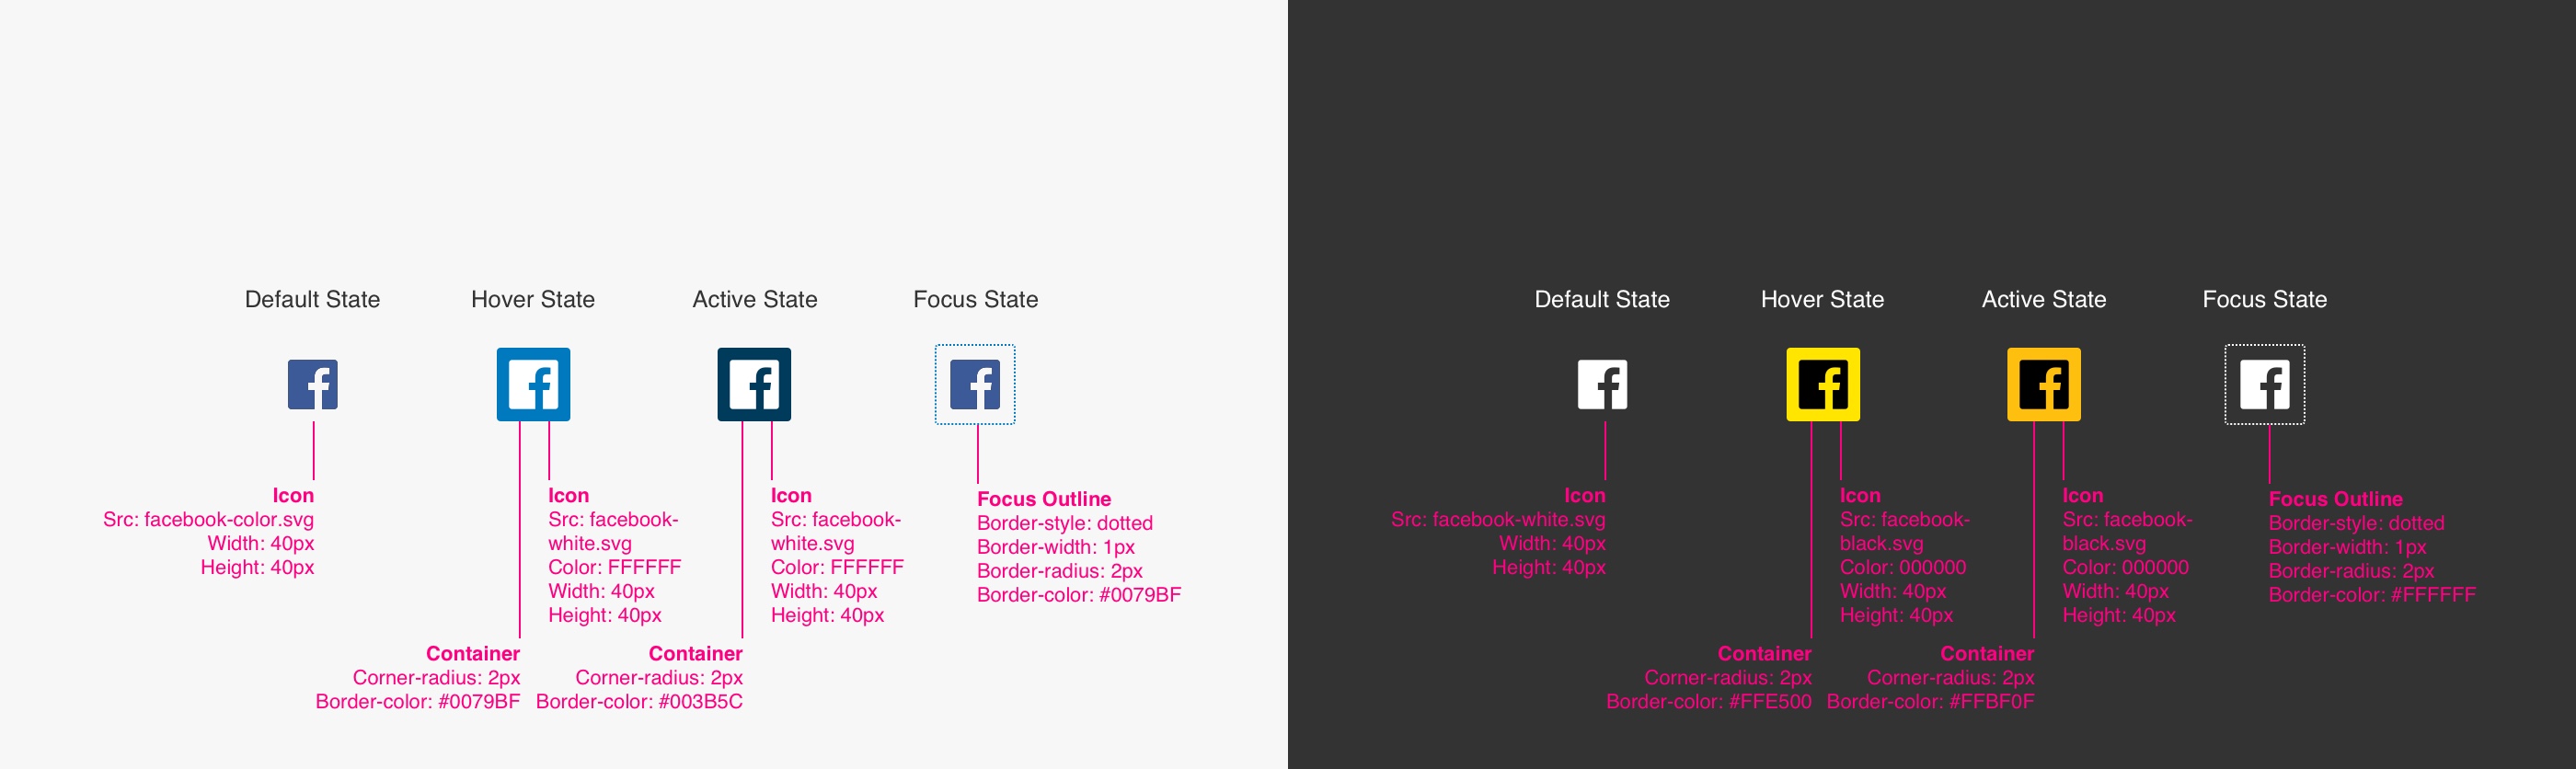 Default State
Hover State
Active State
Focus State
Icon
Src: facebook-color.svg
Width: 40px
Height: 40px
Icon
Src: facebook-
white.svg
Color: FFFFFF
Width: 40px
Height: 40px
Container
Corner-radius: 2px
Border-color: #0079BF
Icon
Src: facebook-
white.svg
Color: FFFFFF
Width: 40px
Height: 40px
Container
Corner-radius: 2px
Border-color: #003B5C
Focus Outline
Border-style: dotted
Border-width: 1px
Border-radius: 2px
Border-color: #0079BF
Default State
Hover State
Active State
Focus State
Icon
Src: facebook-white.svg
Width: 40px
Height: 40px
Icon
Src: facebook-
black.svg
Color: 000000
Width: 40px
Height: 40px
Container
Corner-radius: 2px
Border-color: #FFE500
Icon
Src: facebook-
black.svg
Color: 000000
Width: 40px
Height: 40px
Container
Corner-radius: 2px
Border-color: #FFBF0F
Focus Outline
Border-style: dotted
Border-width: 1px
Border-radius: 2px
Border-color: #FFFFFF